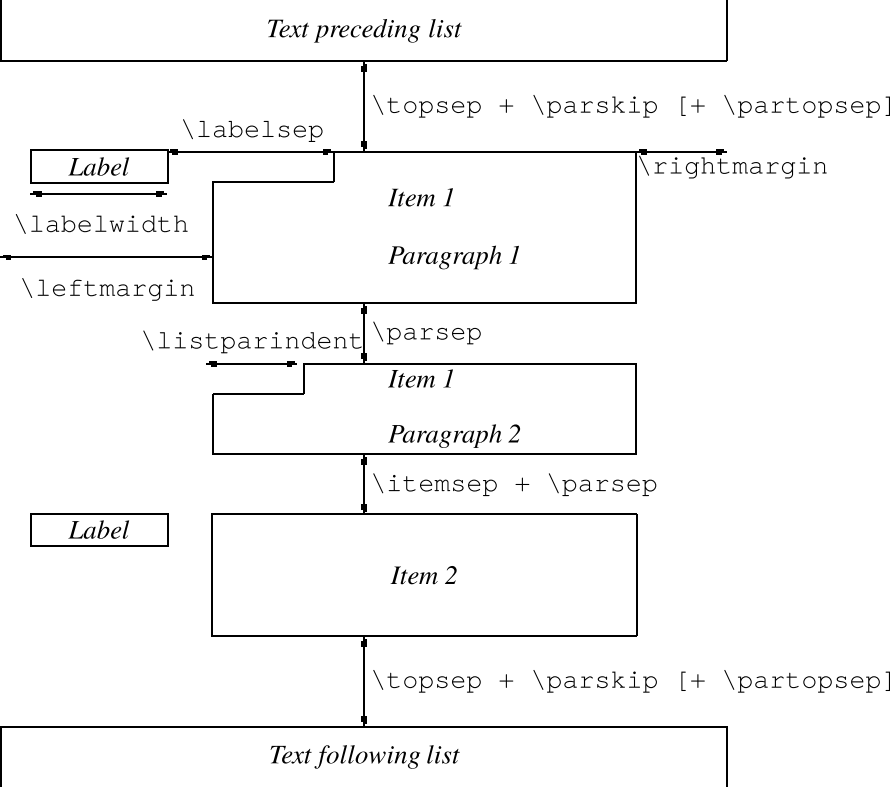 Text preceding list
\topsep + \parskip [+ \partopsep]
\labelsep
Label
\rightmargin
Item 1
\labelwidth
Paragraph 1
\leftmargin
\parsep
\listparindent
Item 1
Paragraph 2
\itemsep + \parsep
Label
Item 2
\topsep + \parskip [+ \partopsep]
Text following list